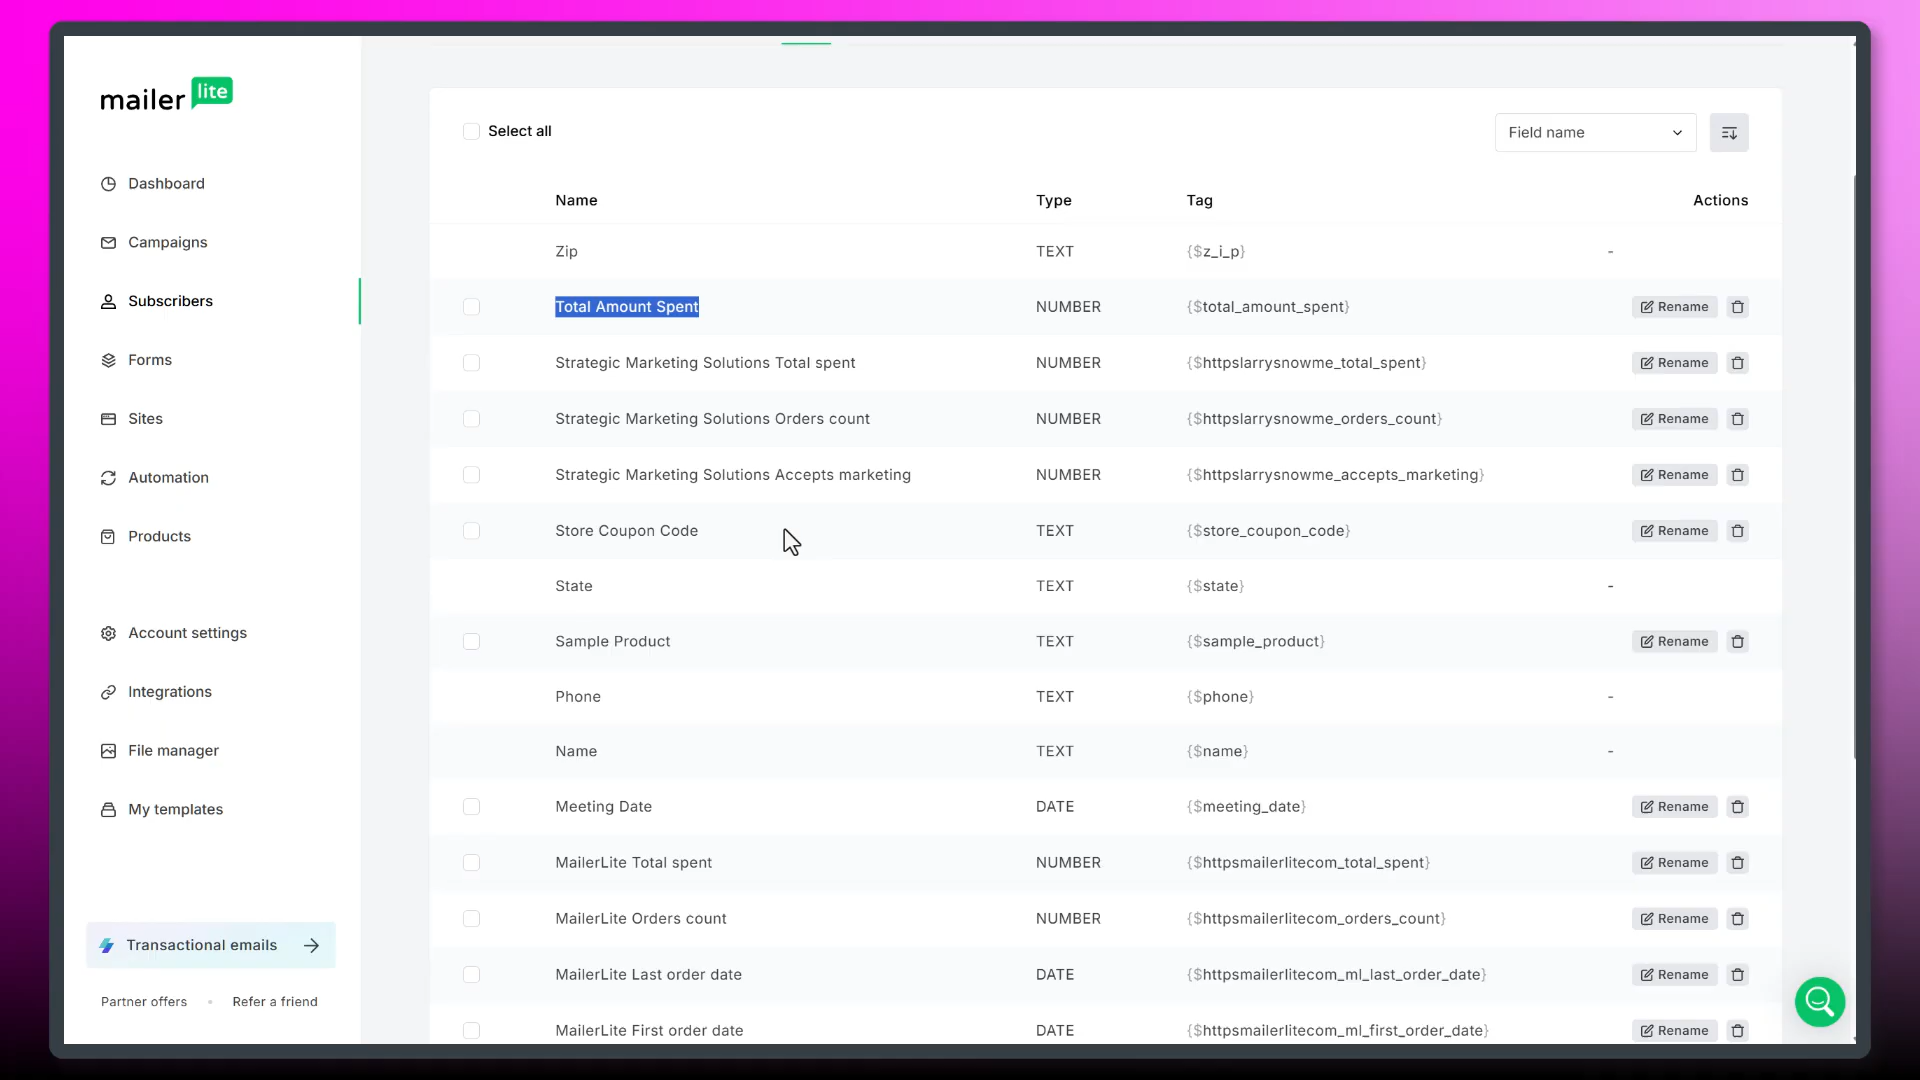 mailer lite
Dashboard
Campaigns
Subscribers
Forms
Sites
Automation
Products
Account settings
Integrations
File manager
My templates
Transactional emails
Partner offers • Refer a friend
Select all
Field name
Name Type Tag Actions
Zip TEXT {$z_i_p} -
Total Amount Spent NUMBER {$total_amount_spent} Rename
Strategic Marketing Solutions Total spent NUMBER {$httpslarrysnowme_total_spent} Rename
Strategic Marketing Solutions Orders count NUMBER {$httpslarrysnowme_orders_count} Rename
Strategic Marketing Solutions Accepts marketing NUMBER {$httpslarrysnowme_accepts_marketing} Rename
Store Coupon Code TEXT {$store_coupon_code} Rename
State TEXT {$state} -
Sample Product TEXT {$sample_product} Rename
Phone TEXT {$phone} -
Name TEXT {$name} -
Meeting Date DATE {$meeting_date} Rename
MailerLite Total spent NUMBER {$httpsmailerlitecom_total_spent} Rename
MailerLite Orders count NUMBER {$httpsmailerlitecom_orders_count} Rename
MailerLite Last order date DATE {$httpsmailerlitecom_ml_last_order_date} Rename
MailerLite First order date DATE {$httpsmailerlitecom_ml_first_order_date} Rename